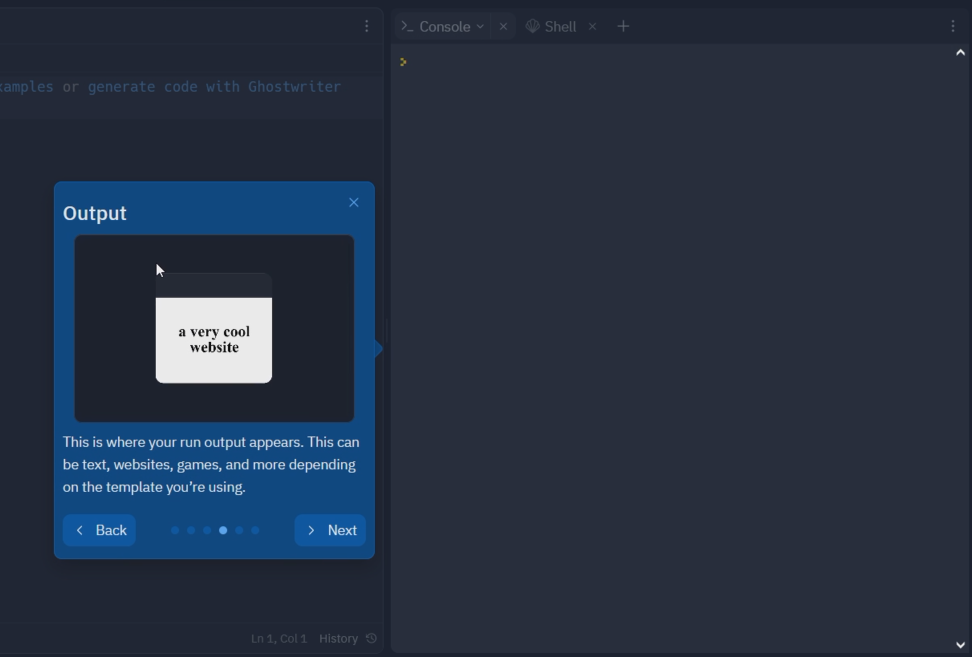 >_ Console
Shell
amples or generate code with Ghostwriter
Output
a very cool
website
This is where your run output appears. This can
be text, websites, games, and more depending
on the template you’re using.
Back
Next
Ln 1, Col 1 History